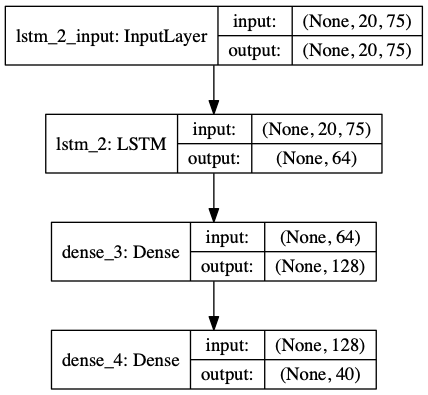 lstm_2_input: InputLayer
input: (None, 20, 75)
output: (None, 20, 75)
lstm_2: LSTM
input: (None, 20, 75)
output: (None, 64)
dense_3: Dense
input: (None, 64)
output: (None, 128)
dense_4: Dense
input: (None, 128)
output: (None, 40)